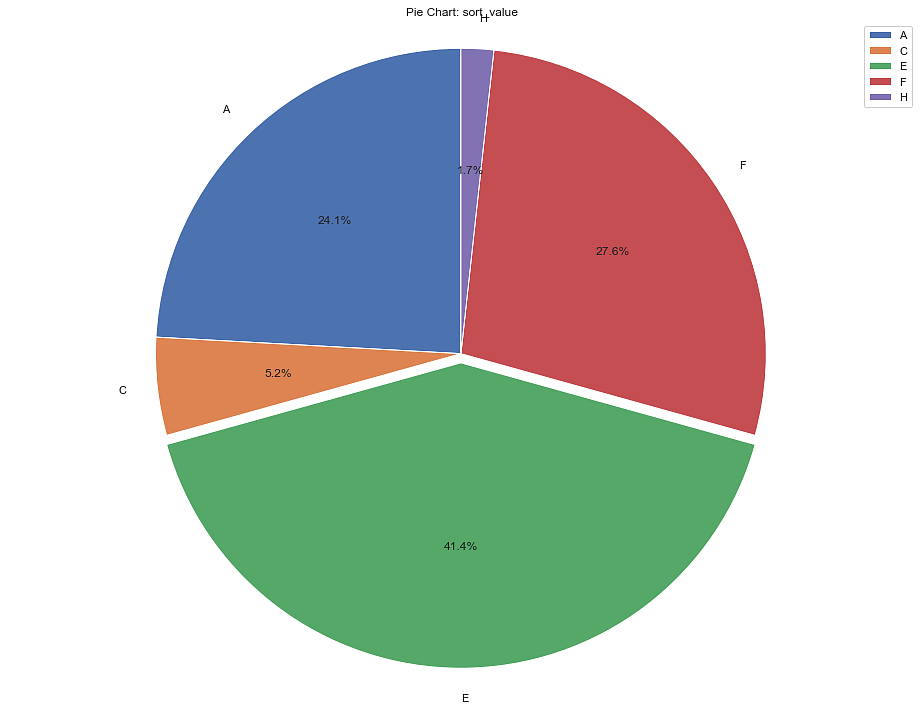 Pie Chart: sort_value
H
A
C
E
F
H
A
F
1.7%
24.1%
27.6%
5.2%
C
41.4%
E